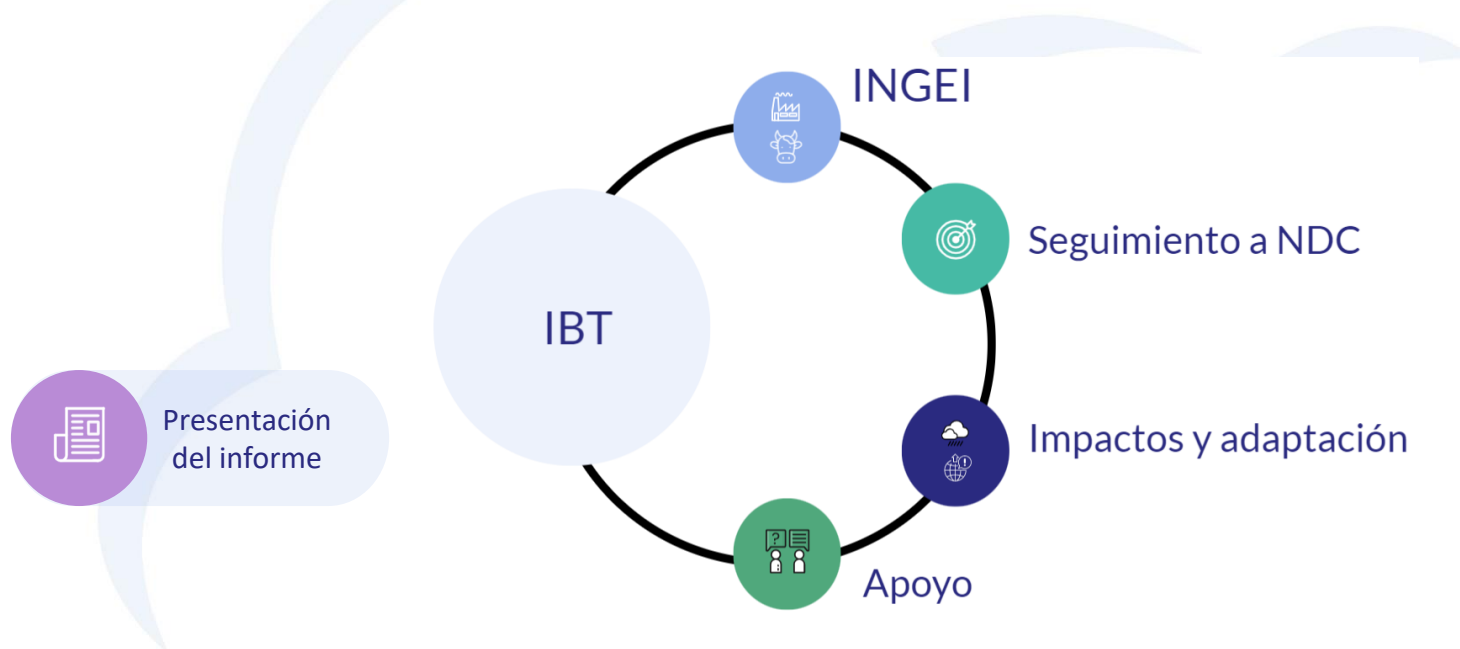 INGEI
Seguimiento a NDC
IBT
Presentación
del informe
Impactos y adaptación
Apoyo